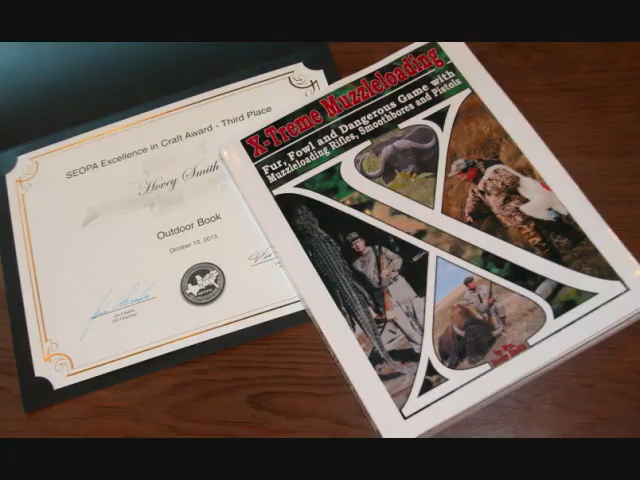 SEOPA Excellence in Craft Award - Third Place
Hovey Smith
Outdoor Book
October 10, 2013
X-Treme Muzzleloading
Fur, Fowl and Dangerous Game with
Muzzleloading Rifles, Smoothbores and Pistols